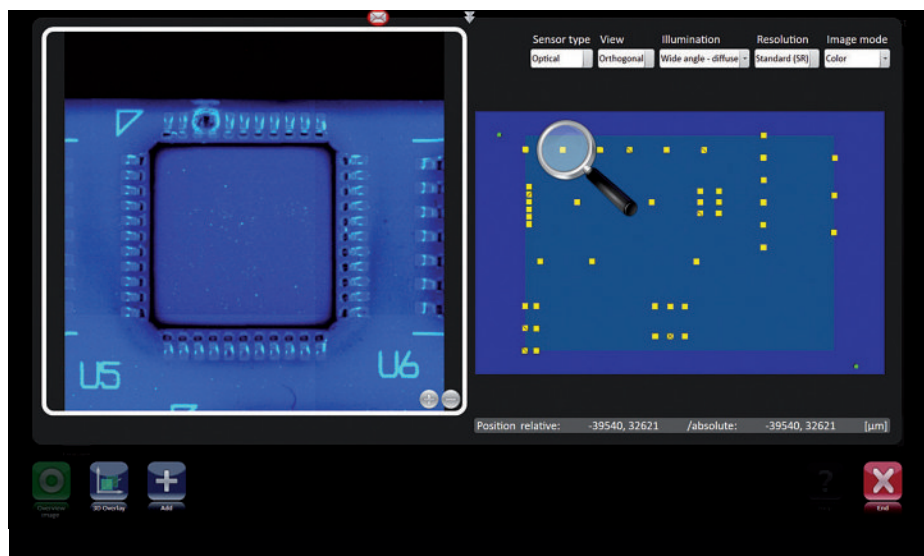 Sensor type View Illumination Resolution Image mode
Optical Orthogonal Wide angle - diffuse Standard (SR) Color
U5 U6
Position relative: -39540, 32621 /absolute: -39540, 32621 [µm]
Overview image
3D Overlay
Add
?
End